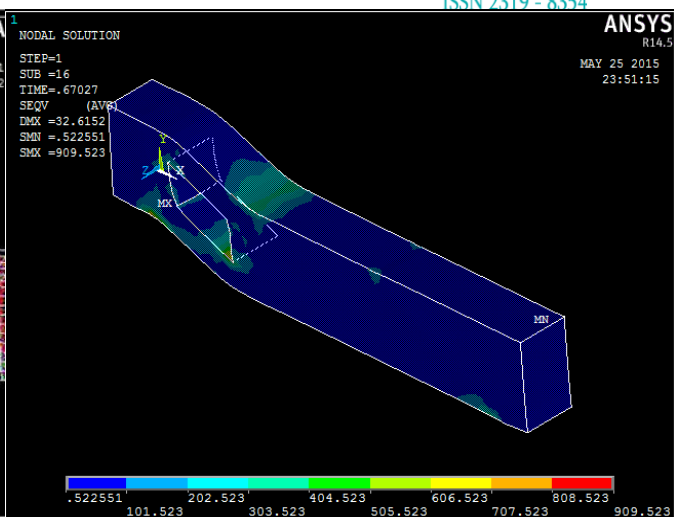 ISSN 2319 - 8354
1
NODAL SOLUTION
STEP=1
SUB =16
TIME=.67027
SEQV (AVG)
DMX =32.6152
SMN =.522551
SMX =909.523
ANSYS
R14.5
MAY 25 2015
23:51:15
Y
Z X
MX
MN
.522551 202.523 404.523 606.523 808.523
101.523 303.523 505.523 707.523 909.523